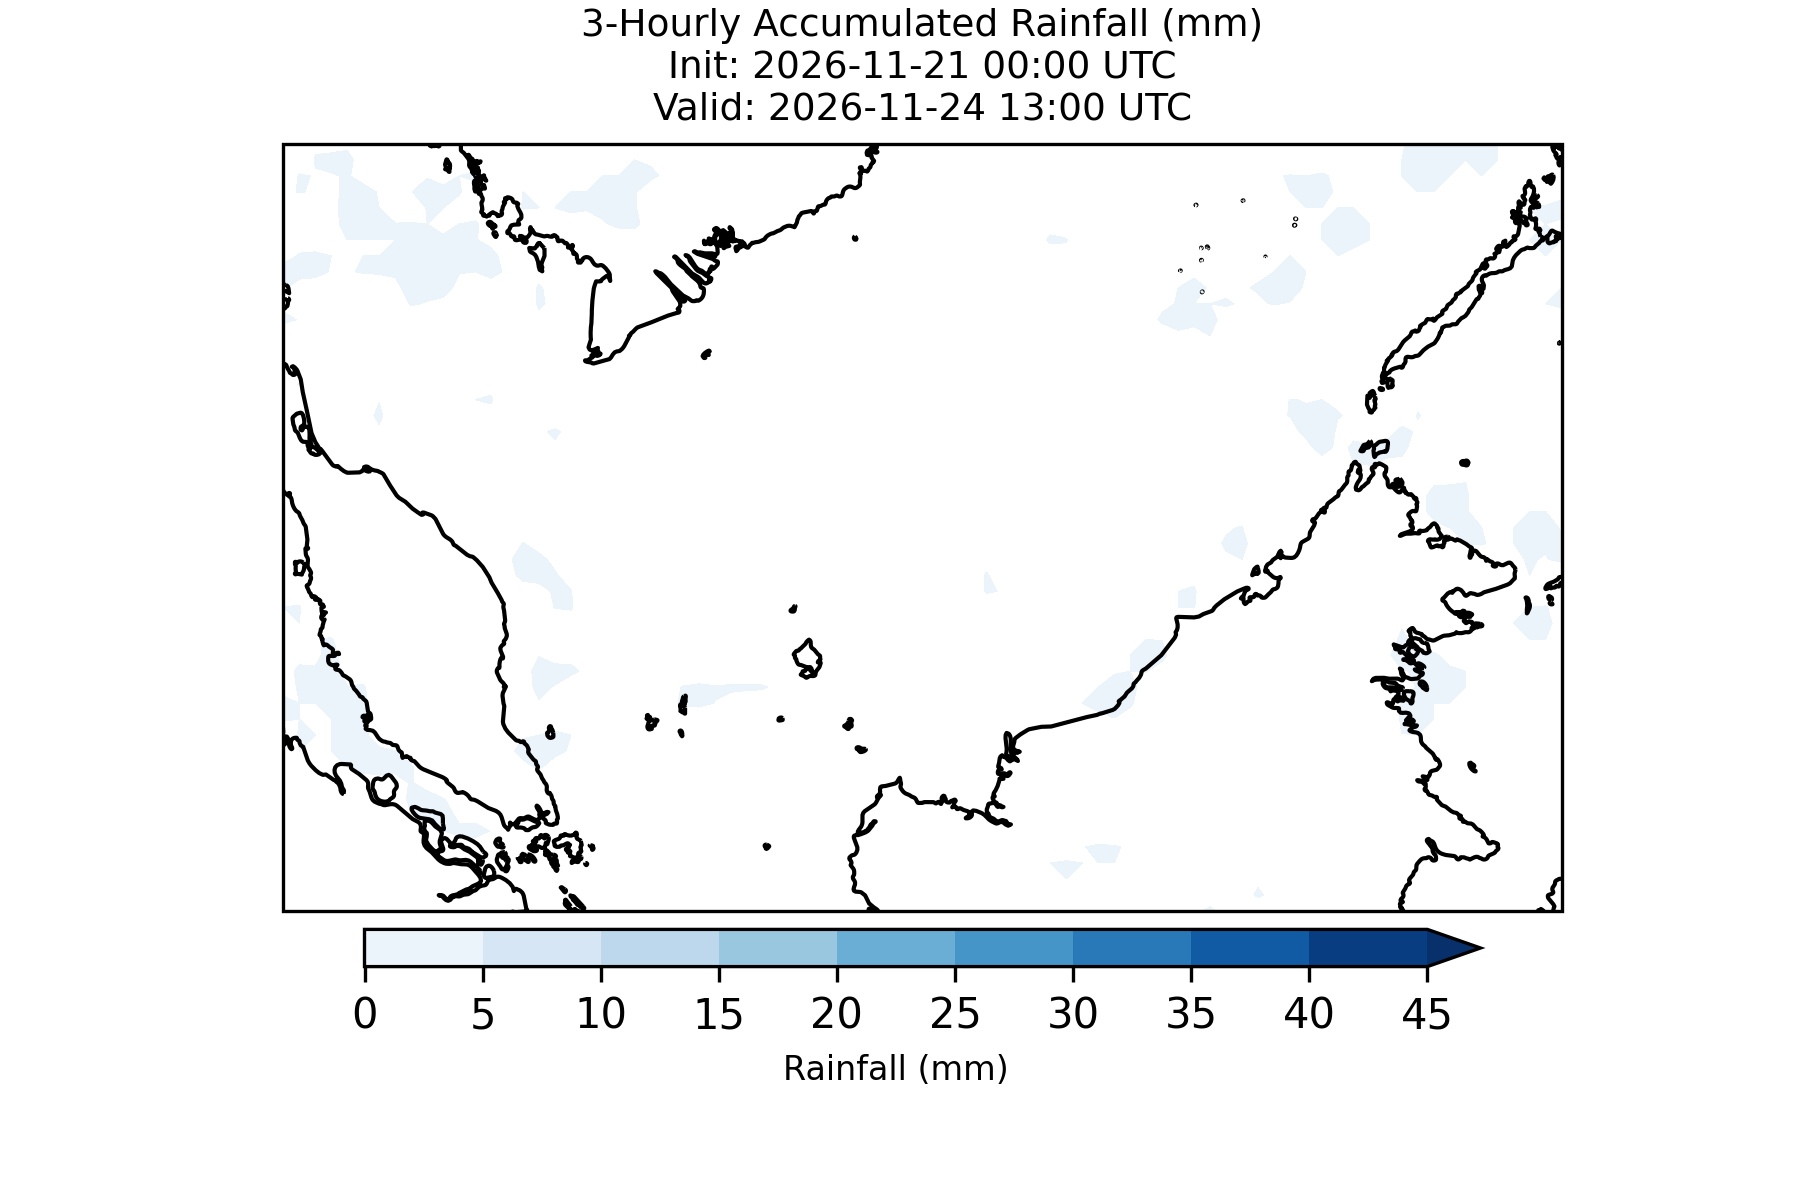 3-Hourly Accumulated Rainfall (mm)
Init: 2026-11-21 00:00 UTC
Valid: 2026-11-24 13:00 UTC
0 5 10 15 20 25 30 35 40 45
Rainfall (mm)